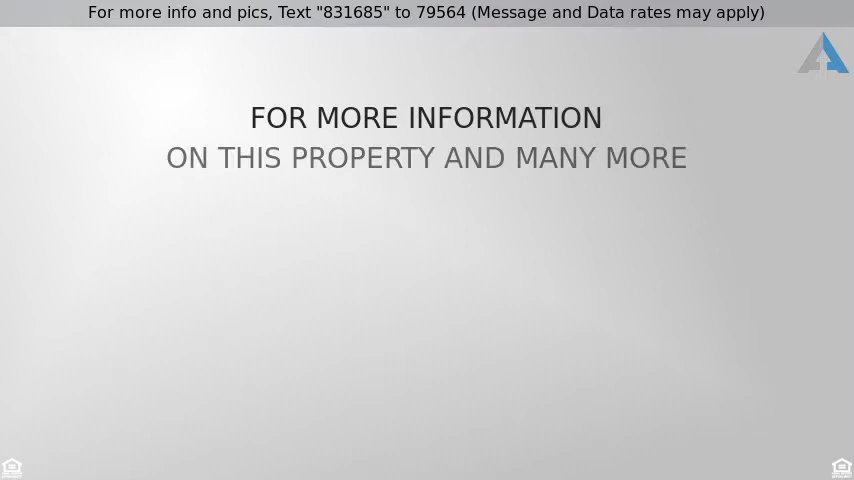 For more info and pics, Text "831685" to 79564 (Message and Data rates may apply)
FOR MORE INFORMATION
ON THIS PROPERTY AND MANY MORE